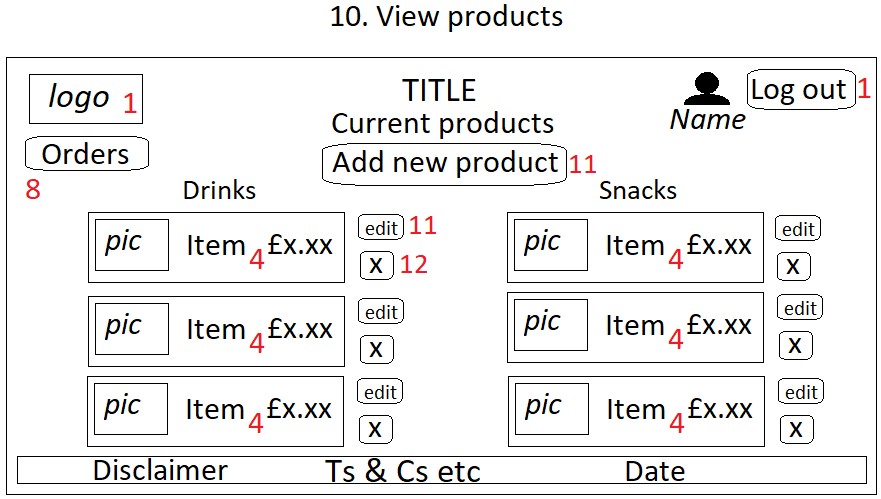 10. View products
logo 1
TITLE
Name
Log out 1
Current products
Orders
8
Add new product 11
Drinks
Snacks
pic Item 4 £x.xx edit 11
X 12
pic Item 4 £x.xx edit
X
pic Item 4 £x.xx edit
X
pic Item 4 £x.xx edit
X
pic Item 4 £x.xx edit
X
pic Item 4 £x.xx edit
X
Disclaimer Ts & Cs etc Date